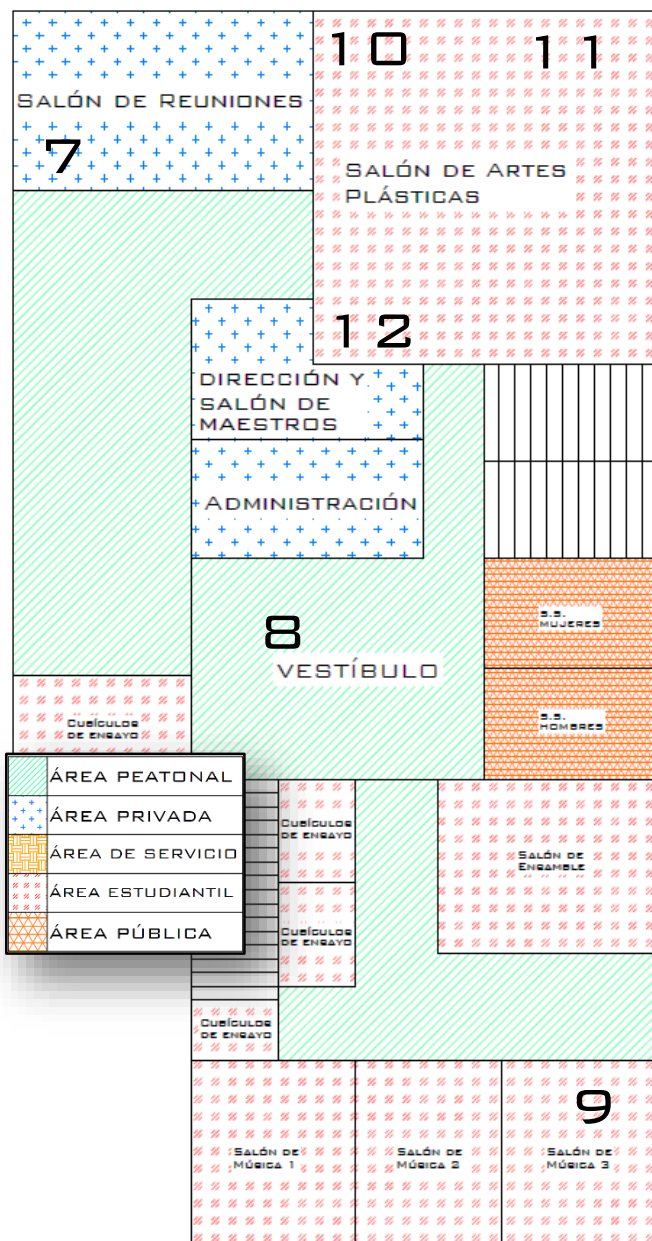 10
11
SALÓN DE REUNIONES
7
SALÓN DE ARTES
PLÁSTICAS
12
DIRECCIÓN Y
SALÓN DE
MAESTROS
ADMINISTRACIÓN
8
VESTÍBULO
S.S.
MUJERES
S.S.
HOMBRES
CUBÍCULOS
DE ENSAYO
ÁREA PEATONAL
ÁREA PRIVADA
ÁREA DE SERVICIO
ÁREA ESTUDIANTIL
ÁREA PÚBLICA
CUBÍCULOS
DE ENSAYO
SALÓN DE
ENSAMBLE
CUBÍCULOS
DE ENSAYO
CUBÍCULOS
DE ENSAYO
9
SALÓN DE
MÚSICA 1
SALÓN DE
MÚSICA 2
SALÓN DE
MÚSICA 3